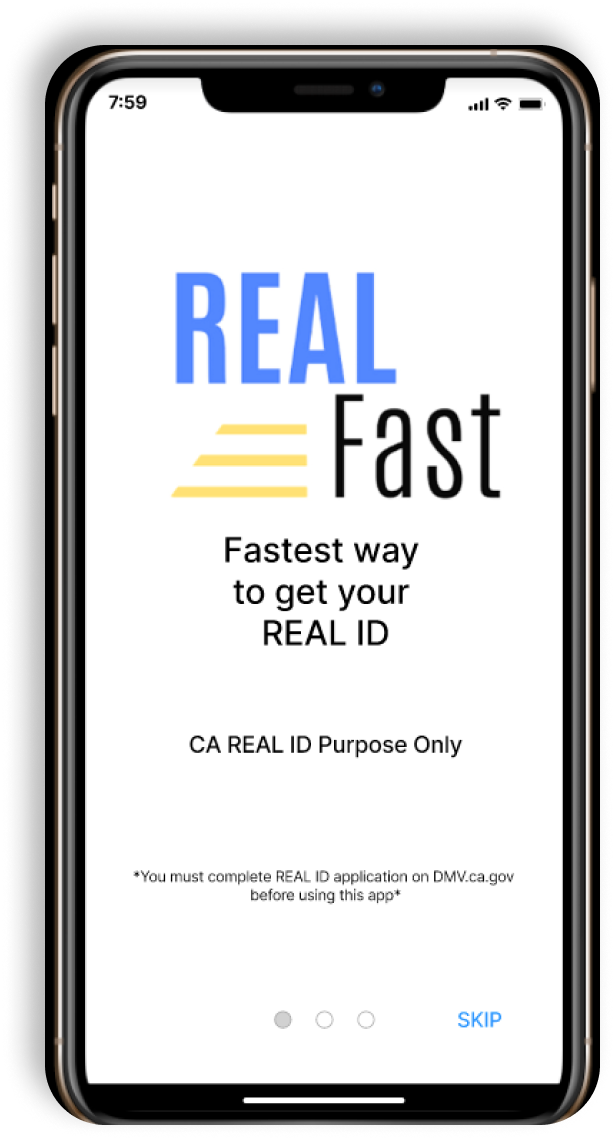 7:59
REAL
Fast
Fastest way
to get your
REAL ID
CA REAL ID Purpose Only
*You must complete REAL ID application on DMV.ca.gov
before using this app*
SKIP